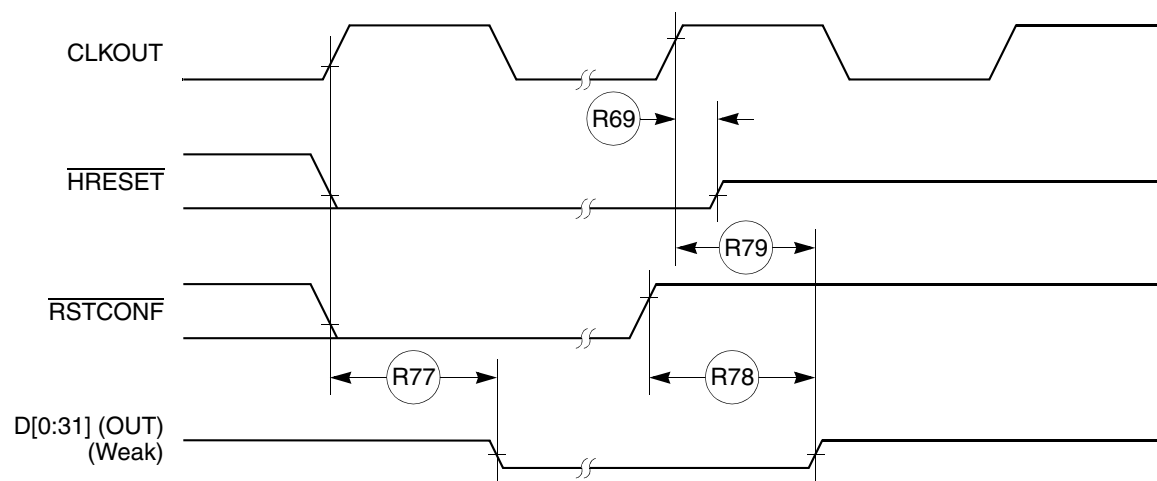 CLKOUT
R69
HRESET
R79
RSTCONF
R77
R78
D[0:31] (OUT)
(Weak)